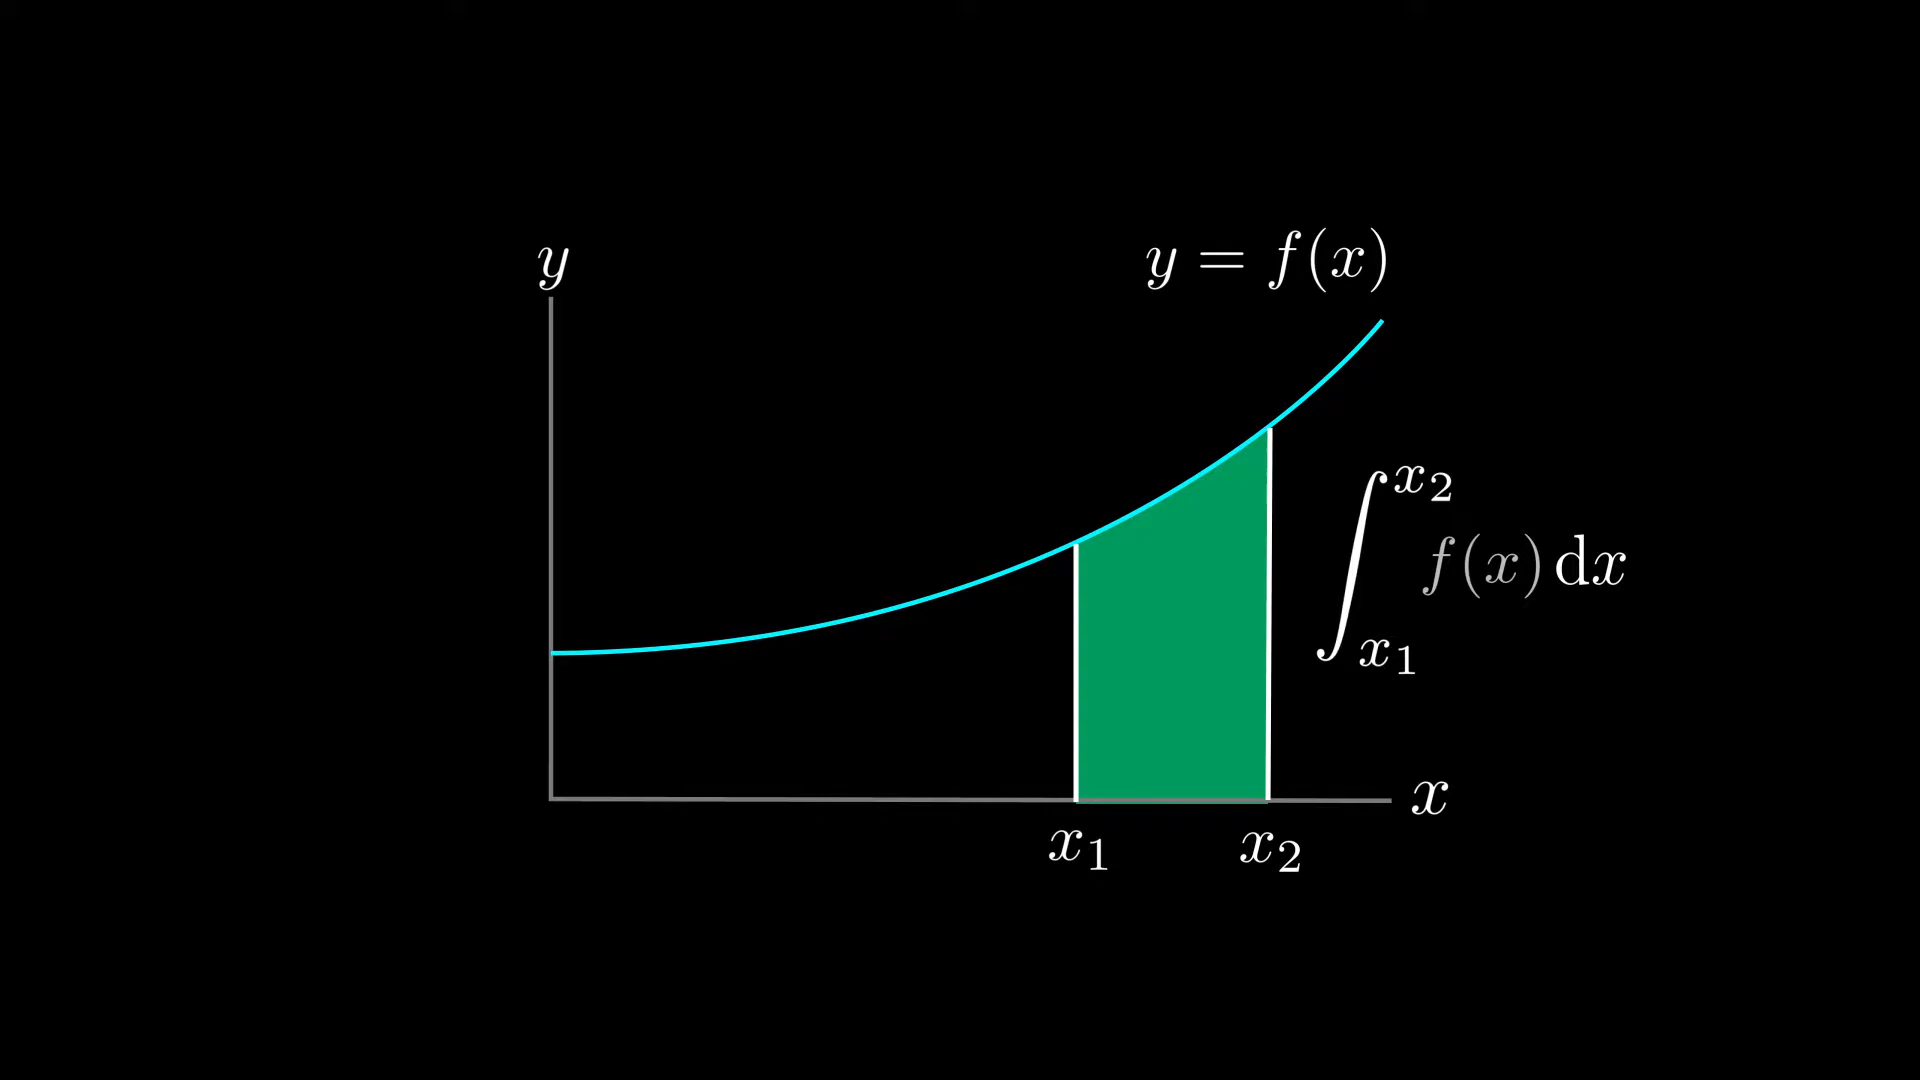 y
y = f(x)
∫_{x_1}^{x_2} f(x) dx
x
x_1
x_2